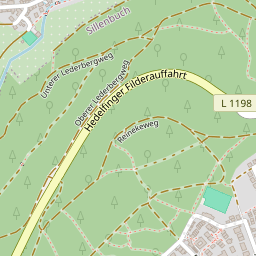 Sillenbuch
Unterer Lederbergweg
Oberer Lederbergweg
Hedelfinger Filderauffahrt
L 1198
Reinekeweg